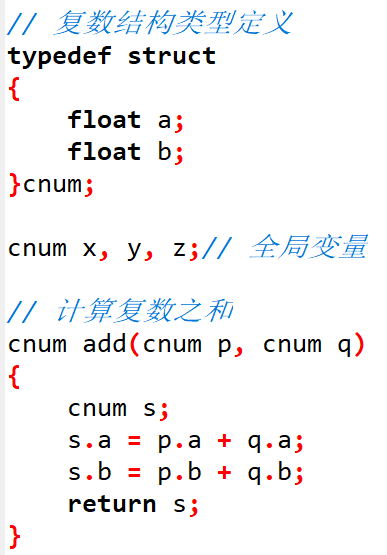 // 复数结构类型定义
typedef struct
{
    float a;
    float b;
}cnum;

cnum x, y, z;// 全局变量

// 计算复数之和
cnum add(cnum p, cnum q)
{
    cnum s;
    s.a = p.a + q.a;
    s.b = p.b + q.b;
    return s;
}